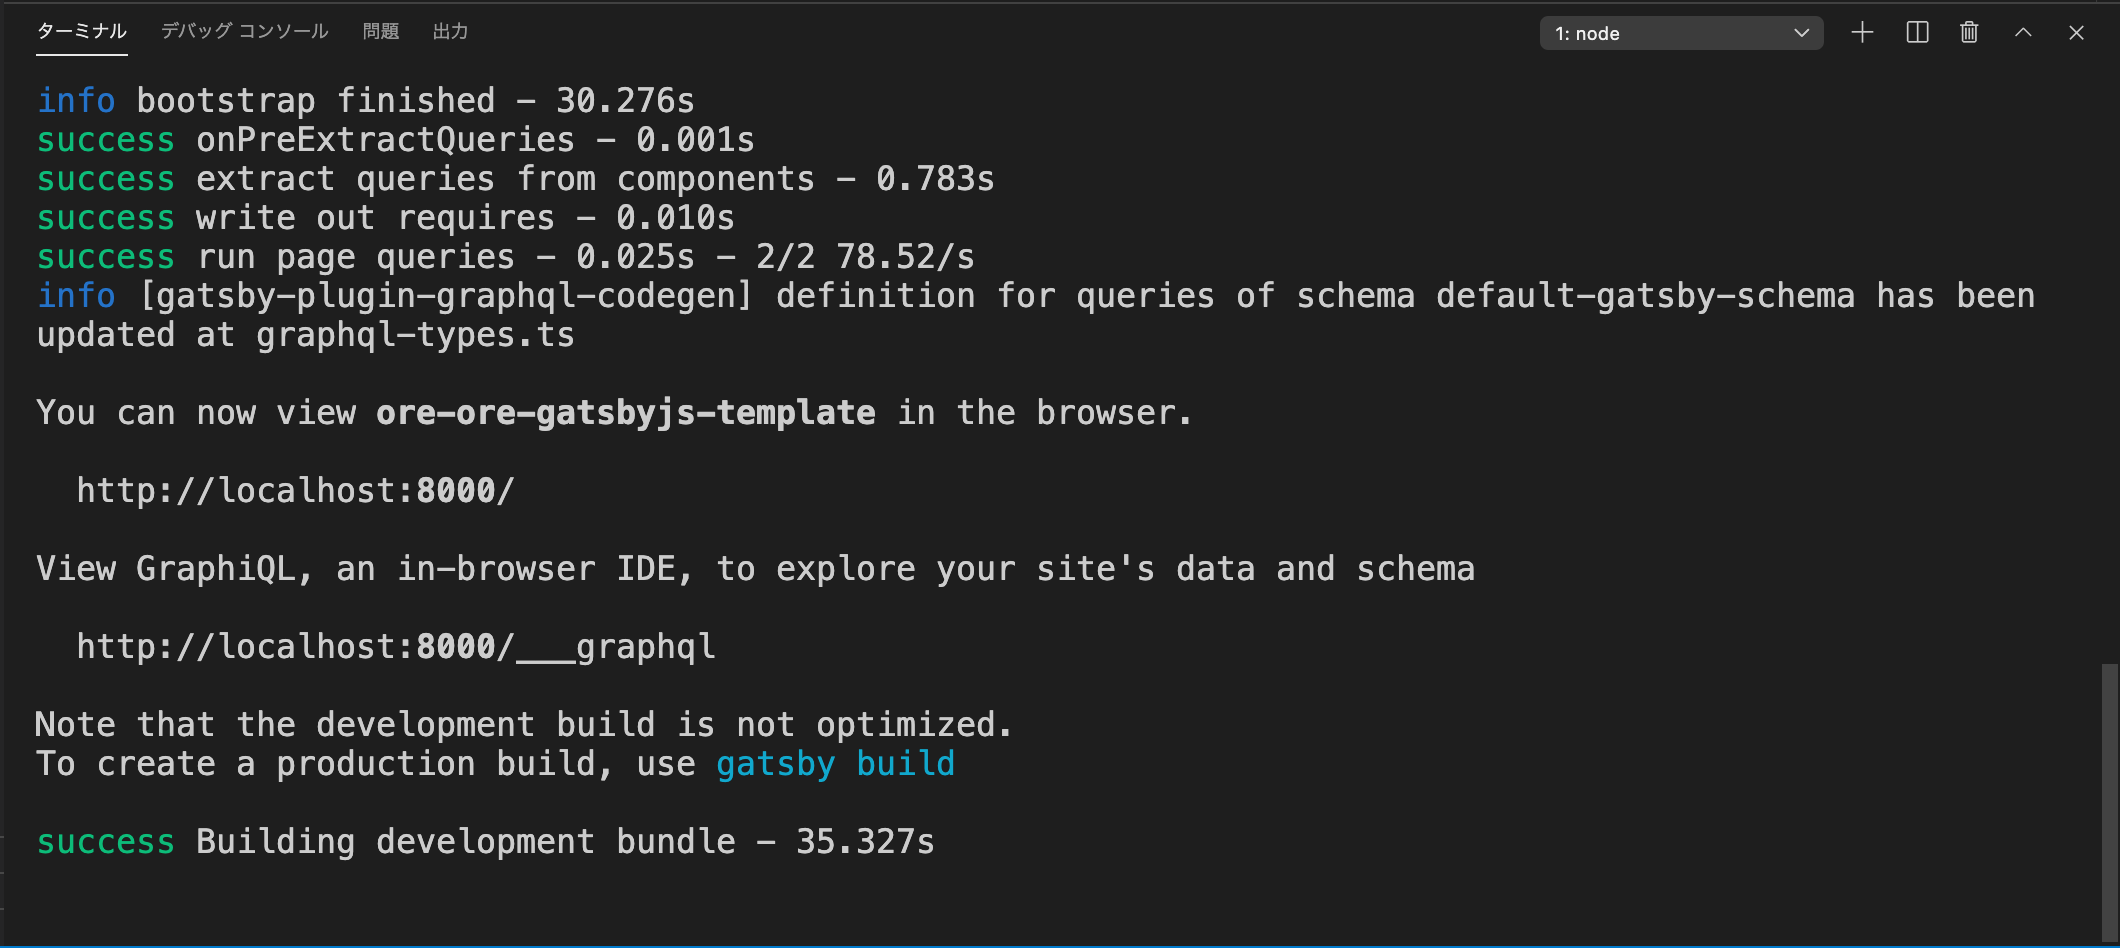 ターミナル デバッグ コンソール 問題 出力 1: node
info bootstrap finished - 30.276s
success onPreExtractQueries - 0.001s
success extract queries from components - 0.783s
success write out requires - 0.010s
success run page queries - 0.025s - 2/2 78.52/s
info [gatsby-plugin-graphql-codegen] definition for queries of schema default-gatsby-schema has been
updated at graphql-types.ts
You can now view ore-ore-gatsbyjs-template in the browser.
http://localhost:8000/
View GraphiQL, an in-browser IDE, to explore your site's data and schema
http://localhost:8000/___graphql
Note that the development build is not optimized.
To create a production build, use gatsby build
success Building development bundle - 35.327s